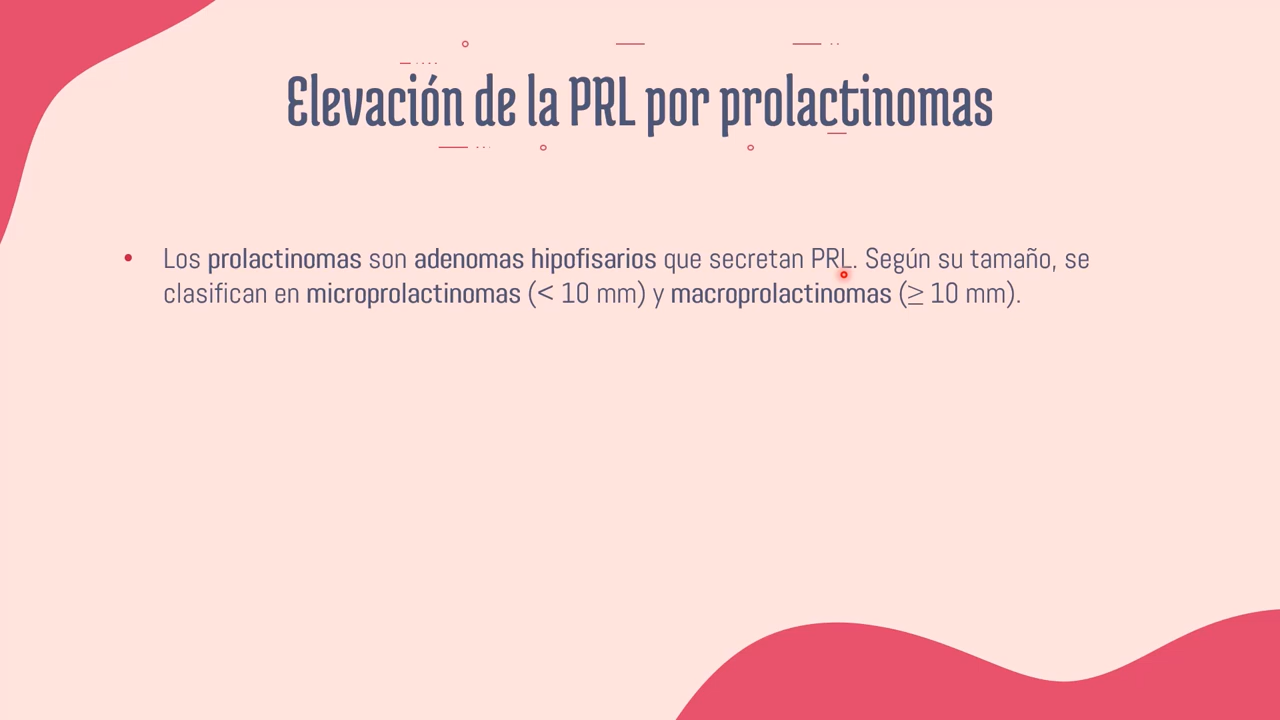 Elevación de la PRL por prolactinomas
• Los prolactinomas son adenomas hipofisarios que secretan PRL. Según su tamaño, se
clasifican en microprolactinomas (< 10 mm) y macroprolactinomas (≥ 10 mm).